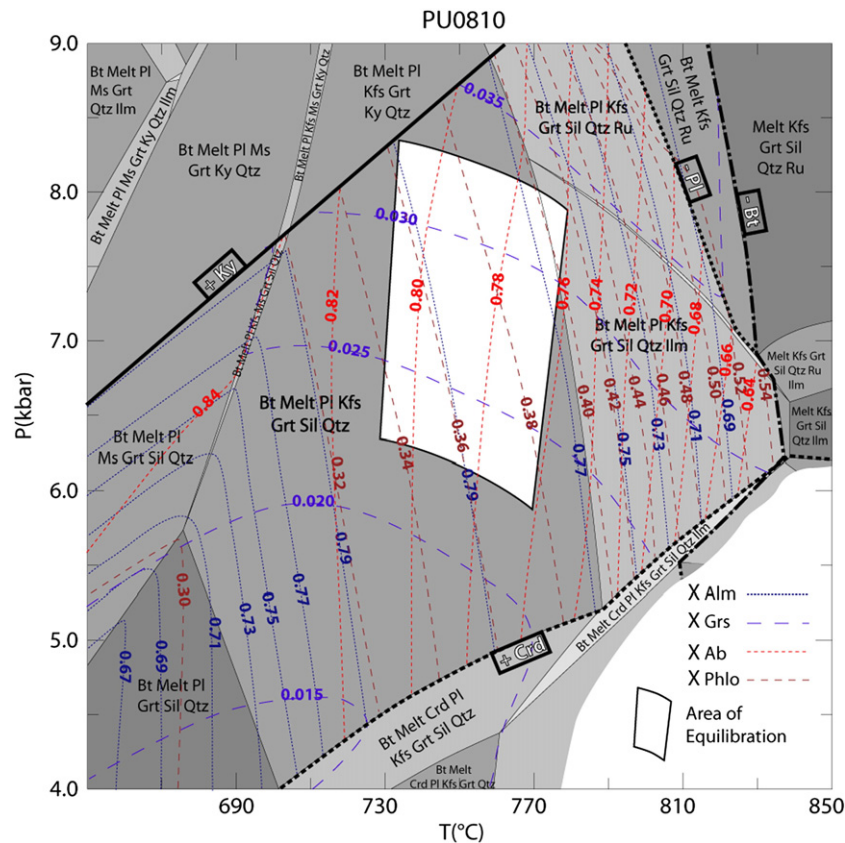 PU0810
9.0
8.0
7.0
6.0
5.0
4.0
P(kbar)
690
730
770
810
850
T(°C)
Bt Melt Pl
Ms Grt
Qtz Ilm
Bt Melt Pl Ms Grt Ky Qtz Ilm
Bt Melt Pl Ms
Grt Ky Qtz
Bt Melt Pl Kfs Ms Grt Ky Qtz
Bt Melt Pl
Kfs Grt
Ky Qtz
0.035
Bt Melt Pl Kfs
Grt Sil Qtz Ru
Bt Melt Kfs
Grt Sil Qtz Ru
Melt Kfs
Grt Sil
Qtz Ru
- Pl
- Bt
+ Ky
0.030
0.82
0.80
0.78
0.76
0.74
0.72
0.70
0.68
0.66
0.64
Bt Melt Pl Kfs Ms Grt Sil Qtz
0.025
Bt Melt Pl Kfs
Grt Sil Qtz Ilm
Melt Kfs Grt
Sil Qtz Ru
Ilm
Melt Kfs
Grt Sil
Qtz Ilm
0.84
Bt Melt Pl
Ms Grt Sil Qtz
Bt Melt Pl Kfs
Grt Sil Qtz
0.32
0.34
0.36
0.38
0.40
0.42
0.44
0.46
0.48
0.50
0.52
0.54
0.79
0.79
0.77
0.75
0.73
0.71
0.69
0.020
0.30
0.67
0.69
0.71
0.73
0.75
0.77
0.015
Bt Melt Pl
Grt Sil Qtz
+ Crd
Bt Melt Crd Pl Kfs Grt Sil Qtz Ilm
Bt Melt Crd Pl
Kfs Grt Sil Qtz
Bt Melt
Crd Pl Kfs Grt Qtz
X Alm
X Grs
X Ab
X Phlo
Area of
Equilibration